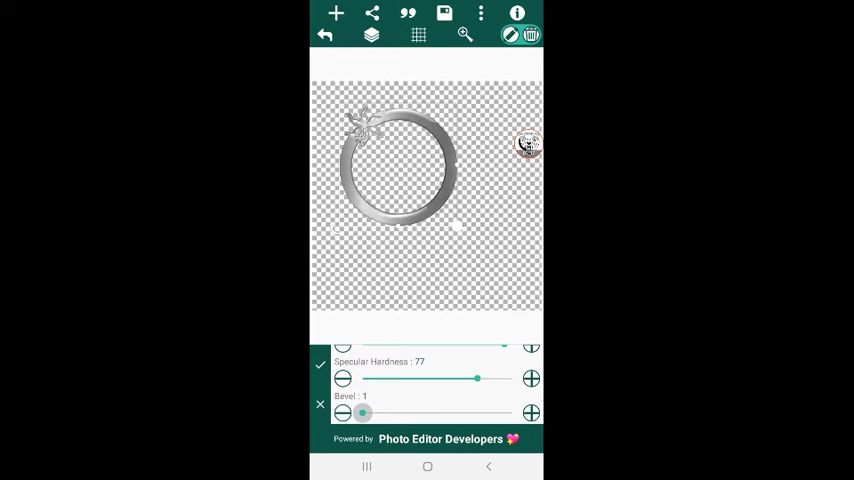 Specular Hardness : 77
Bevel : 1
Powered by Photo Editor Developers 💖